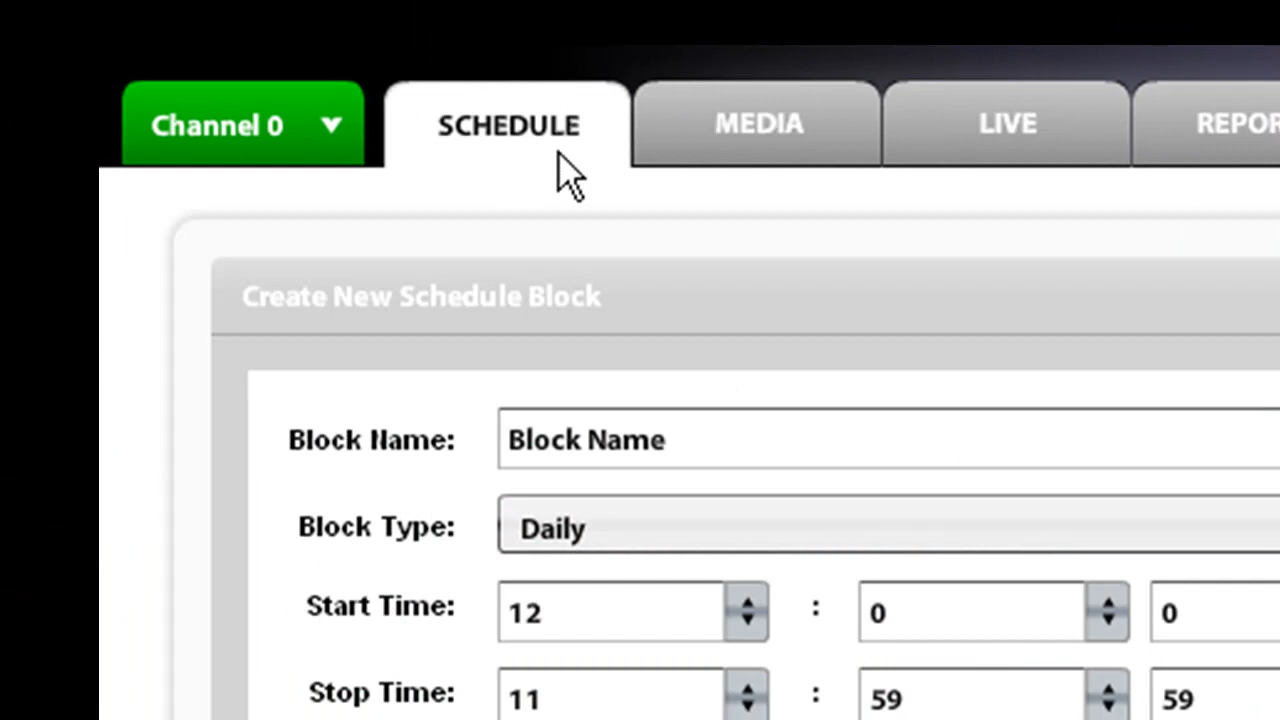 Channel 0 SCHEDULE MEDIA LIVE REPOR
Create New Schedule Block
Block Name: Block Name
Block Type: Daily
Start Time: 12 : 0 0
Stop Time: 11 : 59 59